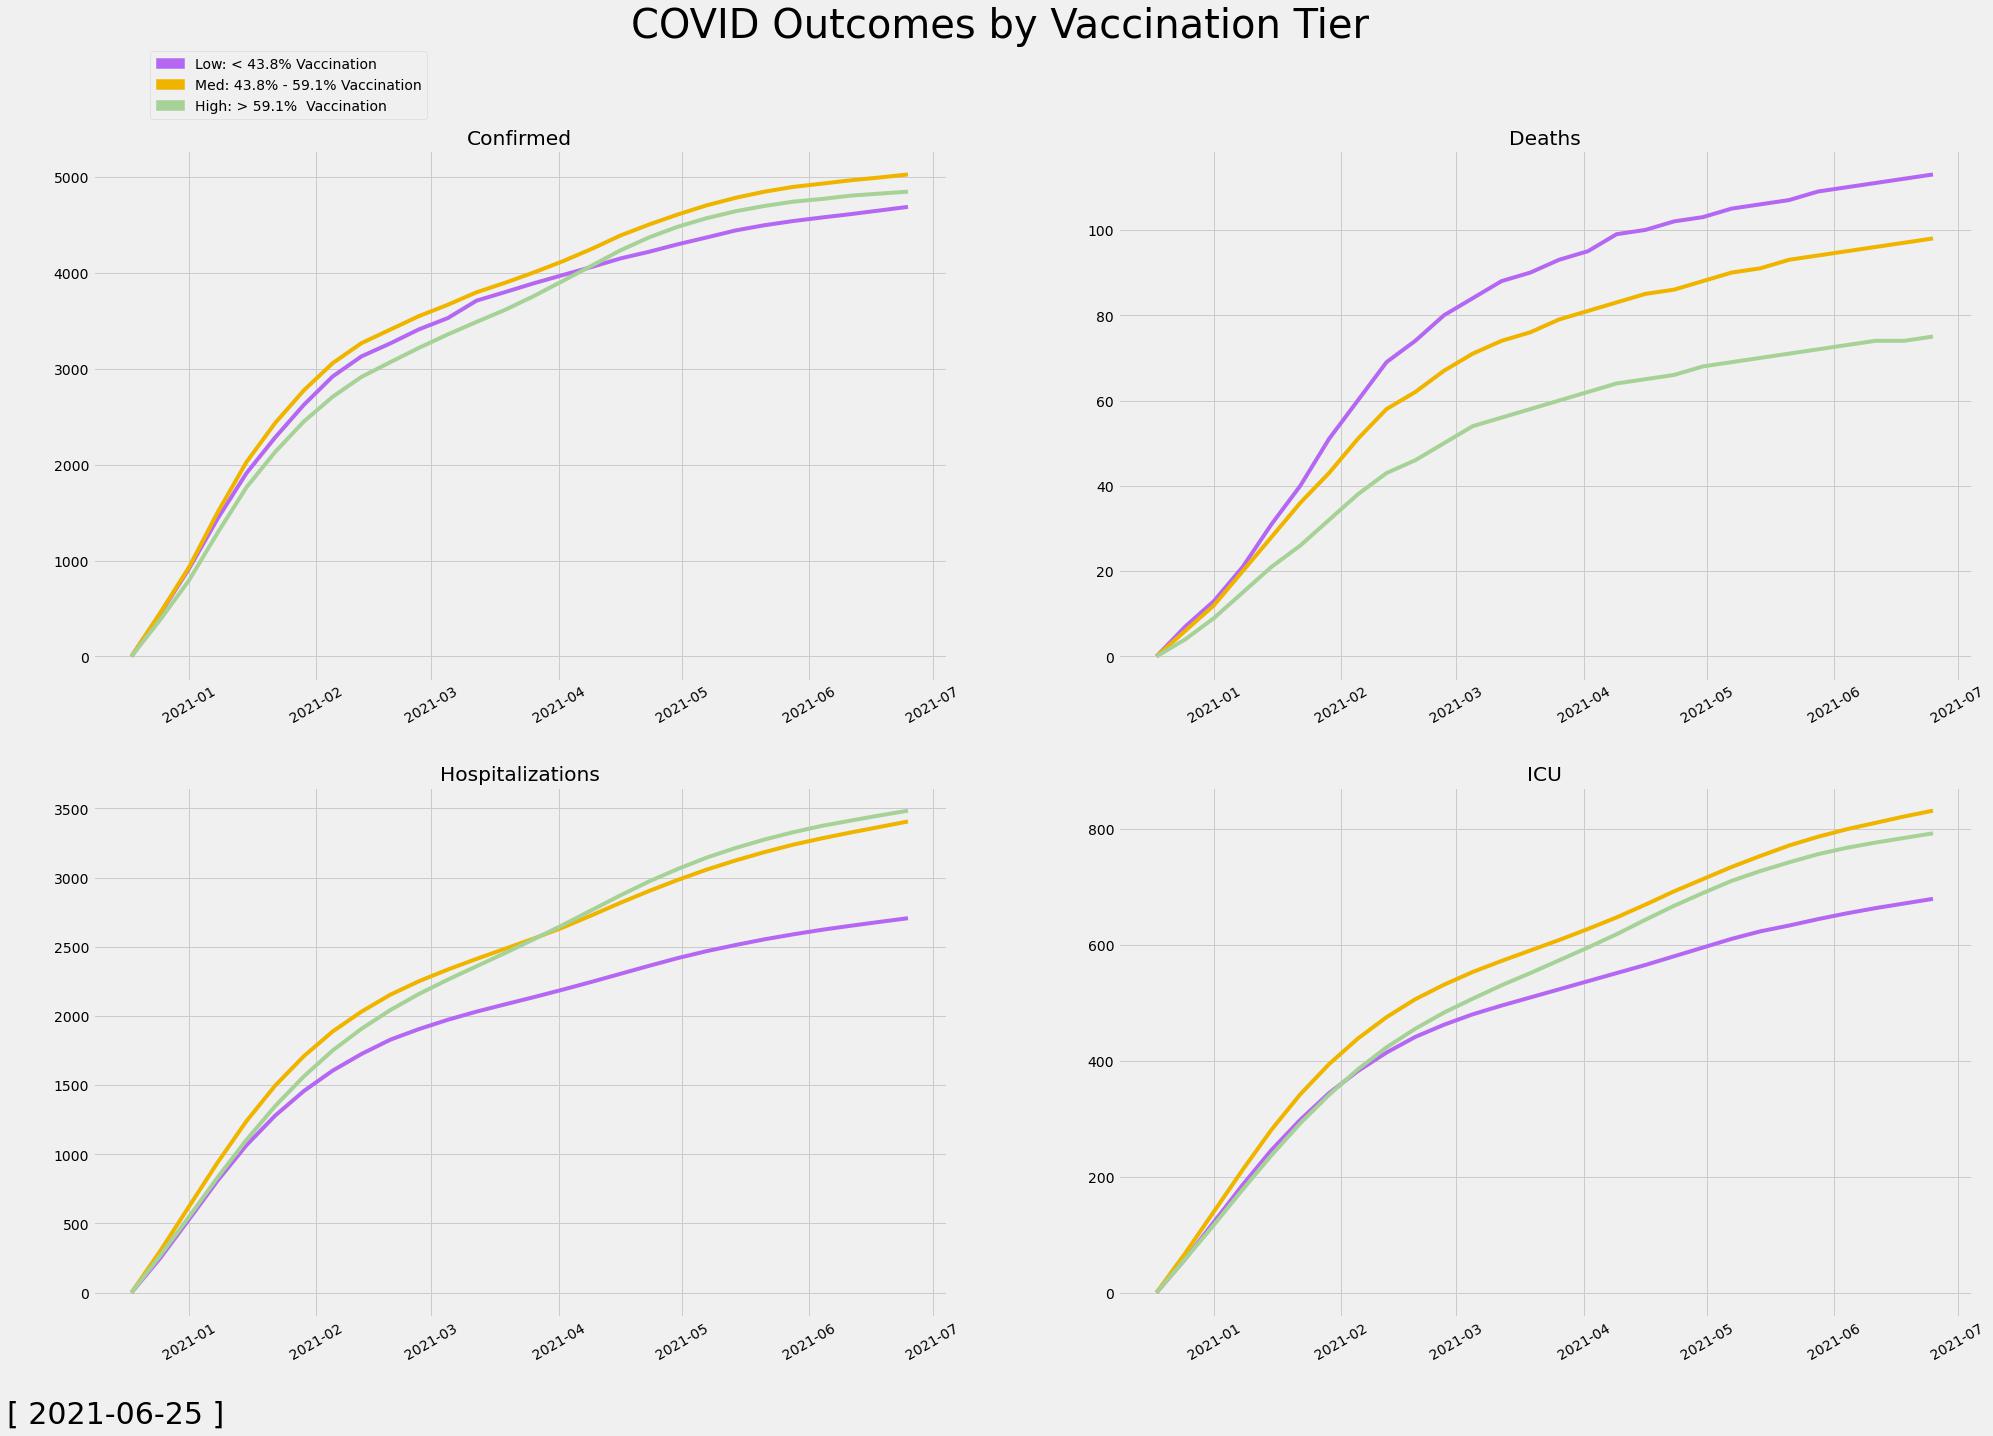 COVID Outcomes by Vaccination Tier
Low: < 43.8% Vaccination
Med: 43.8% - 59.1% Vaccination
High: > 59.1%  Vaccination
Confirmed
5000
4000
3000
2000
1000
0
2021-01 2021-02 2021-03 2021-04 2021-05 2021-06 2021-07
Deaths
100
80
60
40
20
0
2021-01 2021-02 2021-03 2021-04 2021-05 2021-06 2021-07
Hospitalizations
3500
3000
2500
2000
1500
1000
500
0
2021-01 2021-02 2021-03 2021-04 2021-05 2021-06 2021-07
ICU
800
600
400
200
0
2021-01 2021-02 2021-03 2021-04 2021-05 2021-06 2021-07
[ 2021-06-25 ]